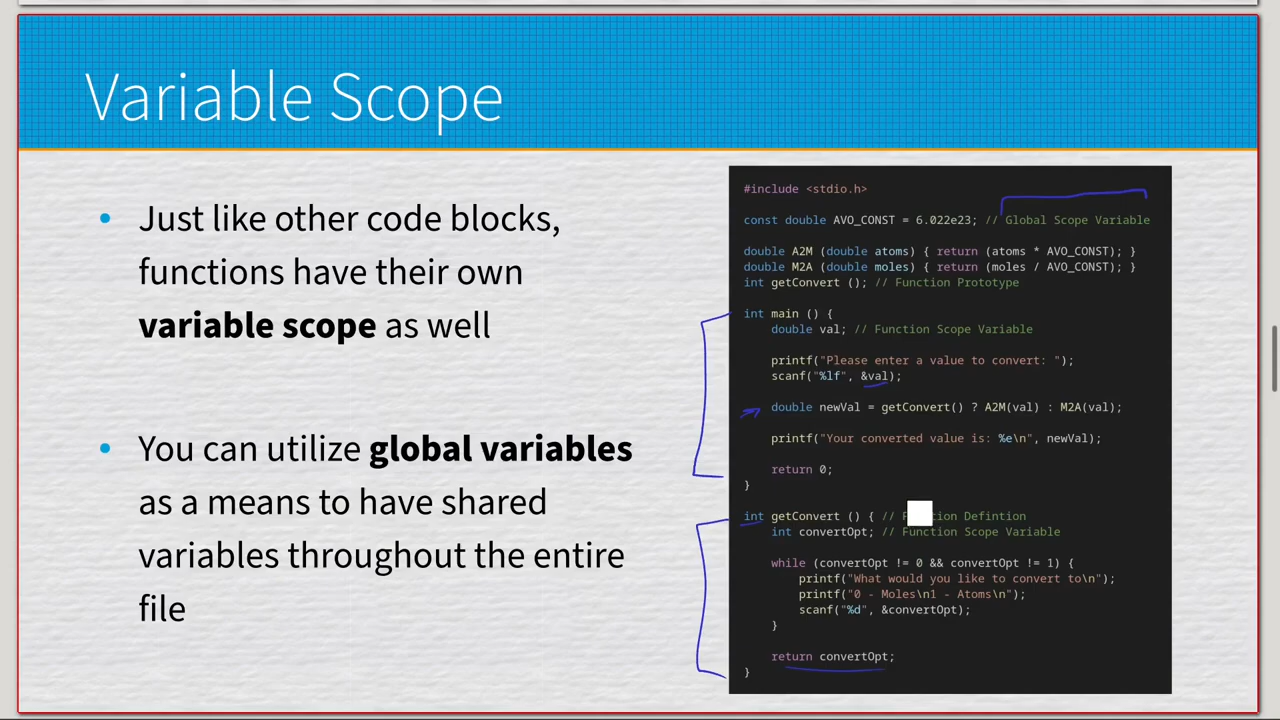 Variable Scope
Just like other code blocks,
functions have their own
variable scope as well
You can utilize global variables
as a means to have shared
variables throughout the entire
file
#include <stdio.h>
const double AVO_CONST = 6.022e23; // Global Scope Variable
double A2M (double atoms) { return (atoms * AVO_CONST); }
double M2A (double moles) { return (moles / AVO_CONST); }
int getConvert (); // Function Prototype
int main () {
double val; // Function Scope Variable
printf("Please enter a value to convert: ");
scanf("%lf", &val);
double newVal = getConvert() ? A2M(val) : M2A(val);
printf("Your converted value is: %e\n", newVal);
return 0;
}
int getConvert () { // Defintion
int convertOpt; // Function Scope Variable
while (convertOpt != 0 && convertOpt != 1) {
printf("What would you like to convert to\n");
printf("0 - Moles\n1 - Atoms\n");
scanf("%d", &convertOpt);
}
return convertOpt;
}